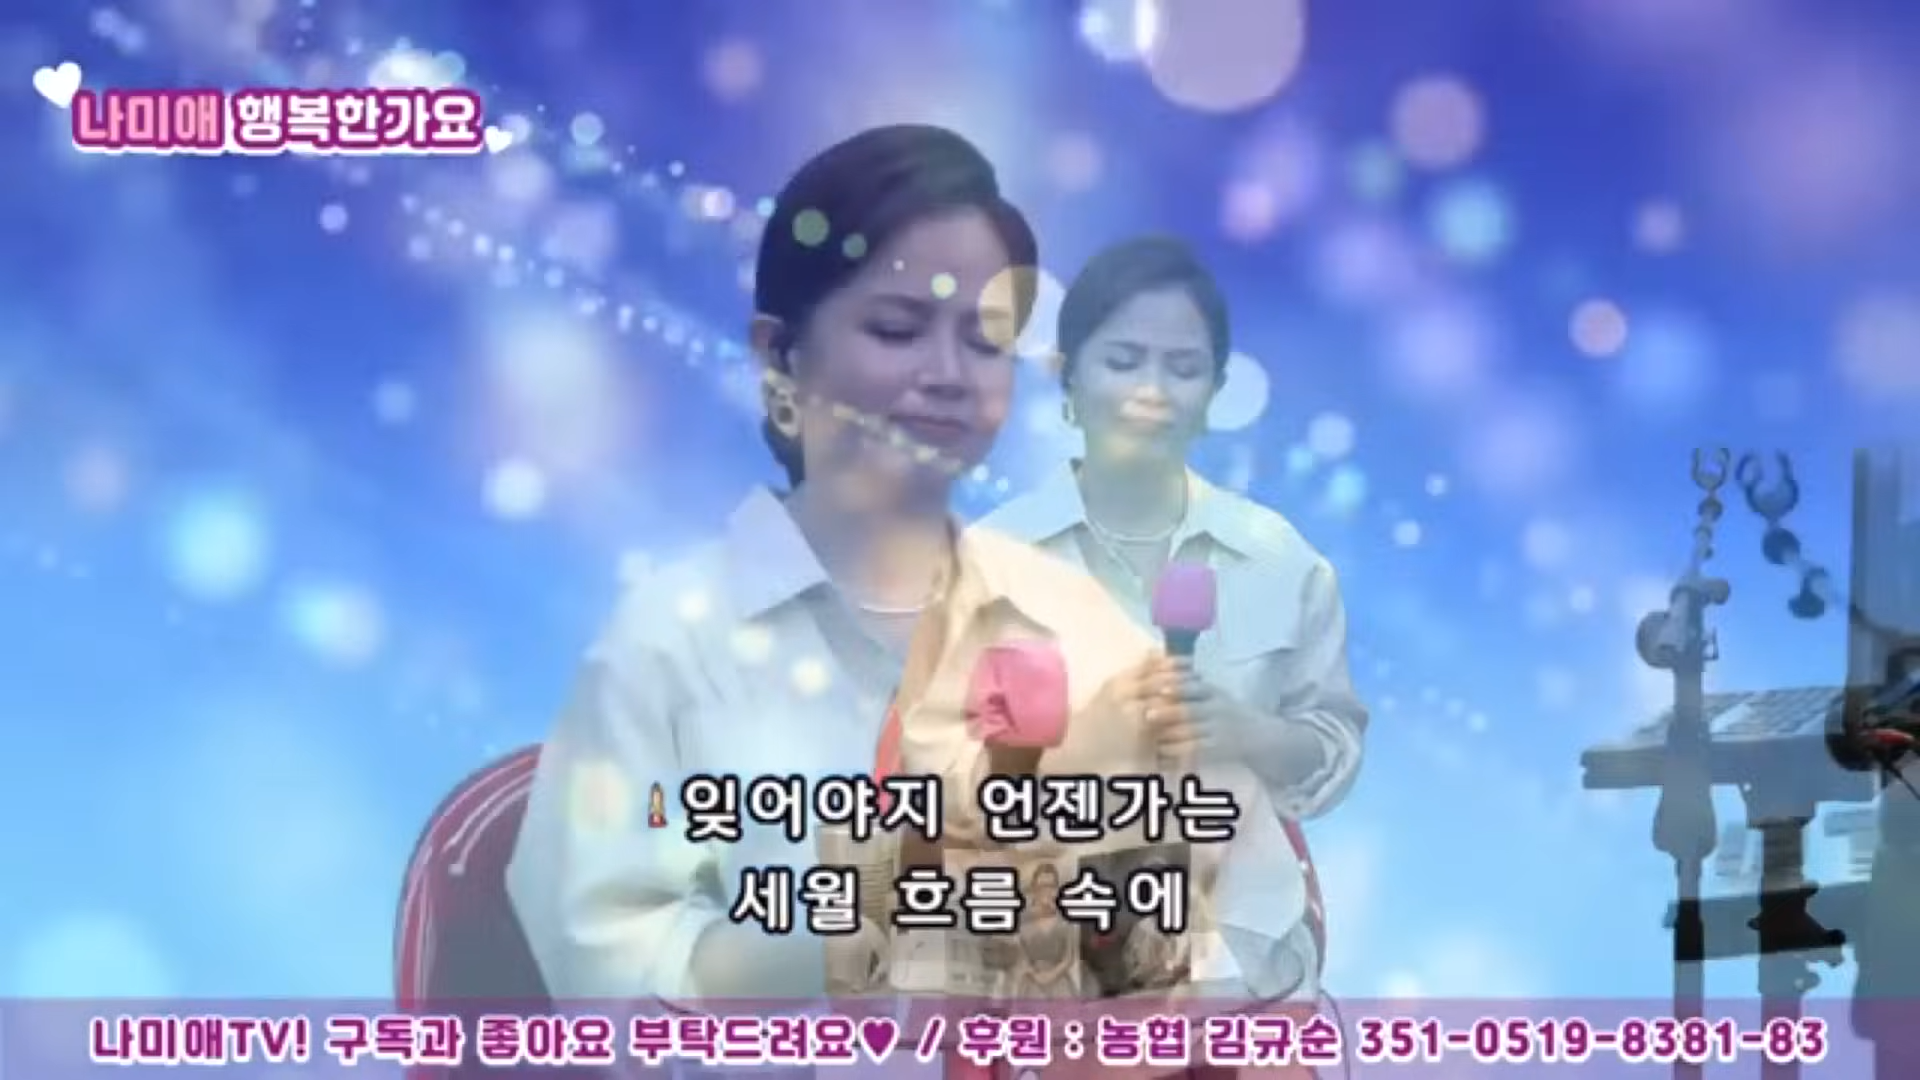 나미애 행복한가요
잊어야지 언젠가는
세월 흐름 속에
나미애TV! 구독과 좋아요 부탁드려요♥ / 후원 : 농협 김규순 351-0519-8381-83